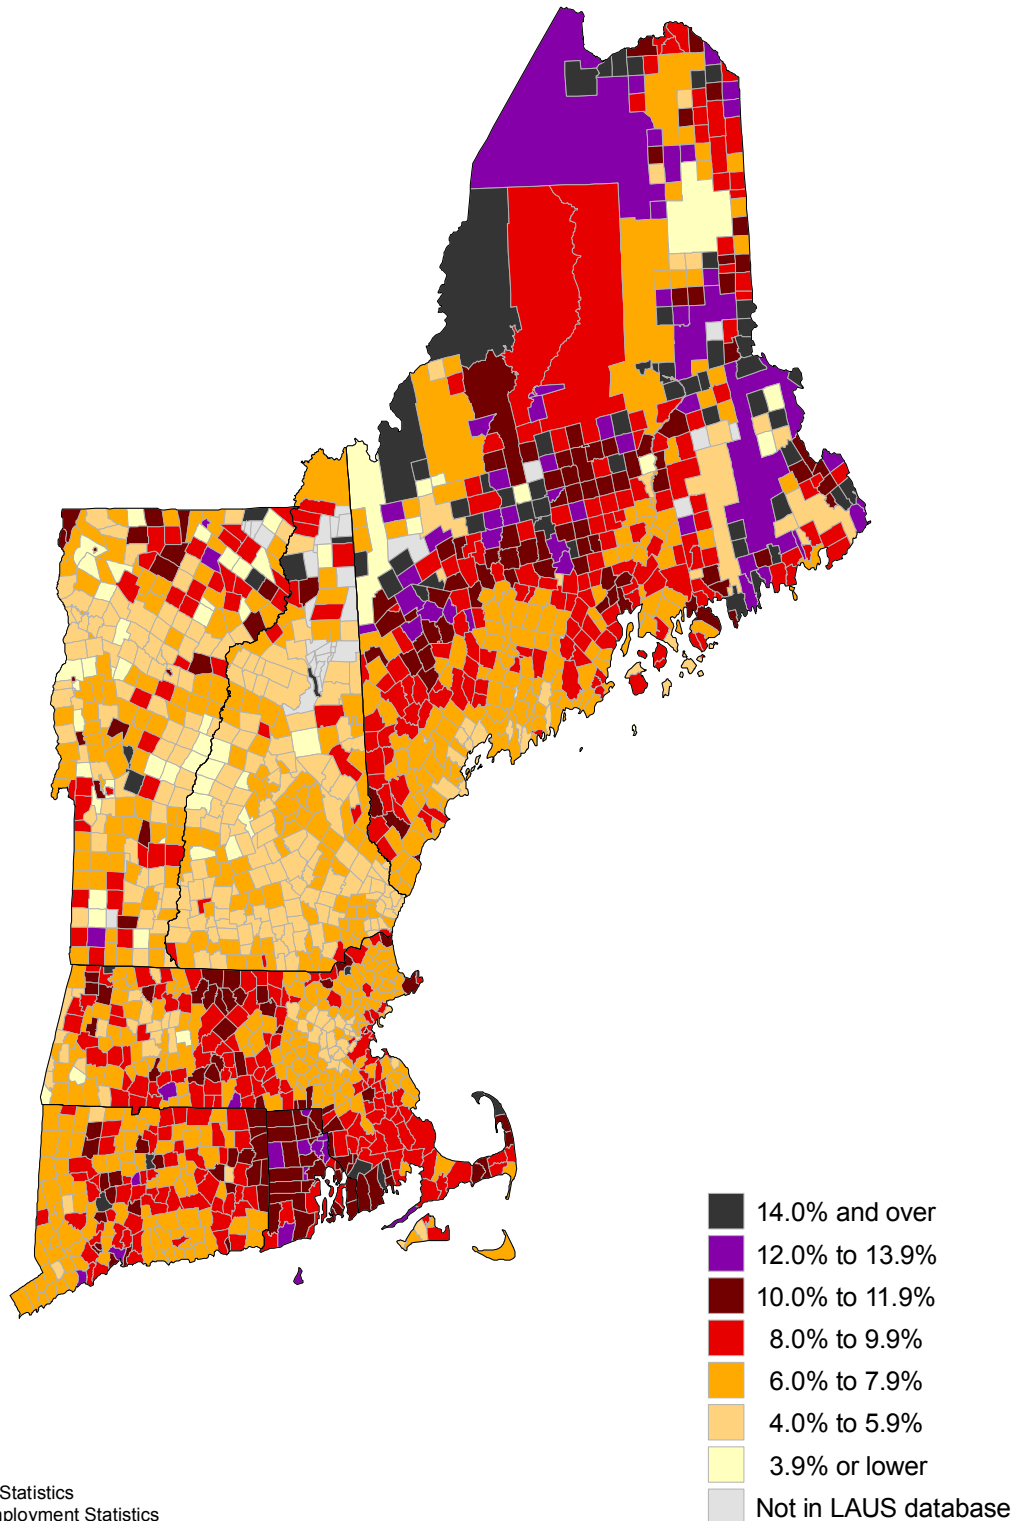 14.0% and over
12.0% to 13.9%
10.0% to 11.9%
8.0% to 9.9%
6.0% to 7.9%
4.0% to 5.9%
3.9% or lower
Not in LAUS database
Statistics
Statistics